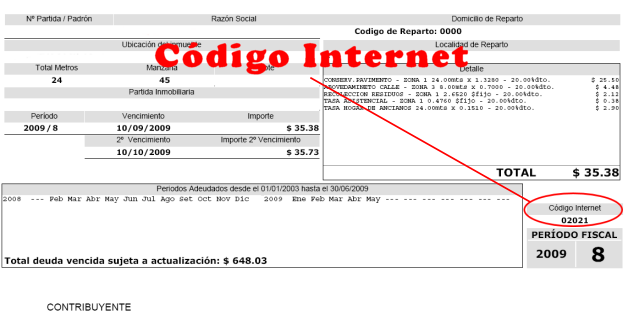 Nº Partida / Padrón Razón Social Domicilio de Reparto
Codigo de Reparto: 0000
Ubicación del inmueble Localidad de Reparto
Código Internet
Total Metros Manzana Lote Detalle
24 45
CONSERV.PAVIMENTO - ZONA 1 24.00mts x 1.3280 - 20.00%dto. $ 25.50
ABOVEDAMINETO CALLE - ZONA 3 8.00mts x 0.7000 - 20.00%dto. $ 4.48
RECOLECCION RESIDUOS - ZONA 1 2.6520 $fijo - 20.00%dto. $ 2.12
TASA ASISTENCIAL - ZONA 1 0.4760 $fijo - 20.00%dto. $ 0.38
TASA HOGAR DE ANCIANOS 24.00mts x 0.1510 - 20.00%dto. $ 2.90
Partida Inmobiliaria
Período Vencimiento Importe
2009 / 8 10/09/2009 $ 35.38
2º Vencimiento Importe 2º Vencimiento
10/10/2009 $ 35.73
TOTAL $ 35.38
Periodos Adeudados desde el 01/01/2003 hasta el 30/06/2009
2008 --- Feb Mar Abr May Jun Jul Ago Set Oct Nov Dic 2009 Ene Feb Mar Abr May --- --- --- --- --- --- ---
Código Internet
02021
PERÍODO FISCAL
2009 8
Total deuda vencida sujeta a actualización: $ 648.03
CONTRIBUYENTE